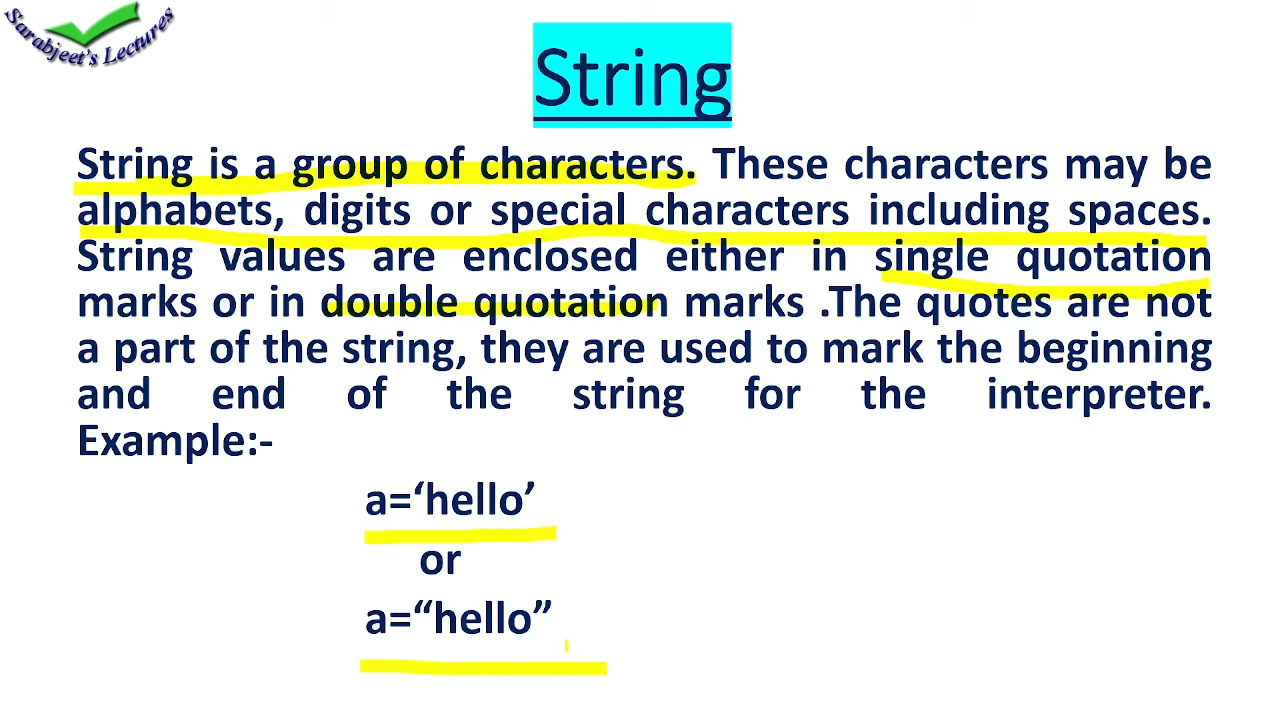 Sarabjeet's Lectures
String
String is a group of characters. These characters may be
alphabets, digits or special characters including spaces.
String values are enclosed either in single quotation
marks or in double quotation marks .The quotes are not
a part of the string, they are used to mark the beginning
and end of the string for the interpreter.
Example:-
a=‘hello’
or
a=“hello”